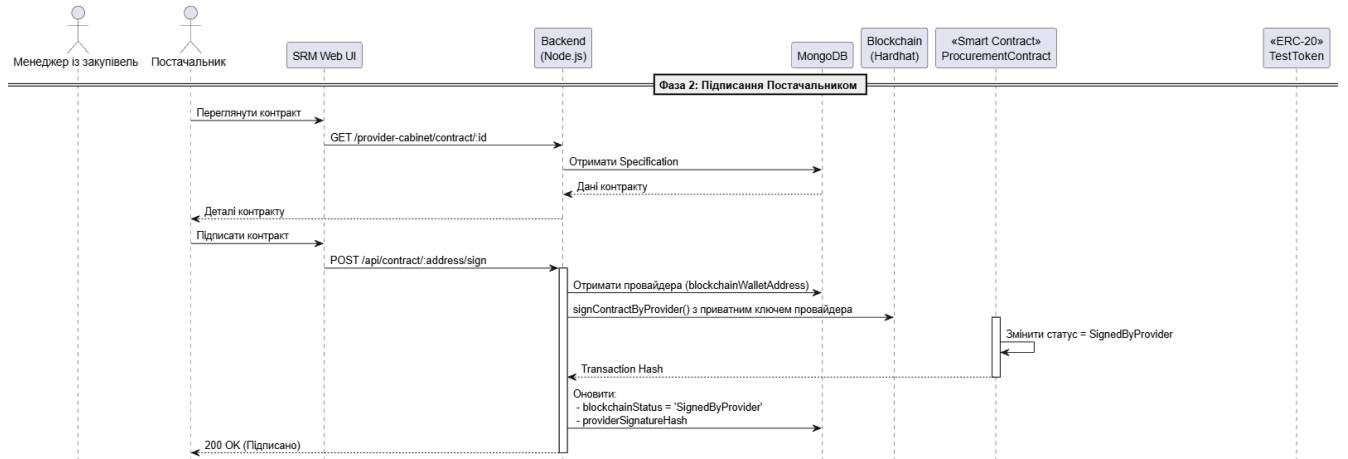 Менеджер із закупівель
Постачальник
SRM Web UI
Backend
(Node.js)
MongoDB
Blockchain
(Hardhat)
«Smart Contract»
ProcurementContract
«ERC-20»
TestToken
Фаза 2: Підписання Постачальником
Переглянути контракт
GET /provider-cabinet/contract/:id
Отримати Specification
Дані контракту
Деталі контракту
Підписати контракт
POST /api/contract/:address/sign
Отримати провайдера (blockchainWalletAddress)
signContractByProvider() з приватним ключем провайдера
Змінити статус = SignedByProvider
Transaction Hash
Оновити:
- blockchainStatus = 'SignedByProvider'
- providerSignatureHash
200 OK (Підписано)